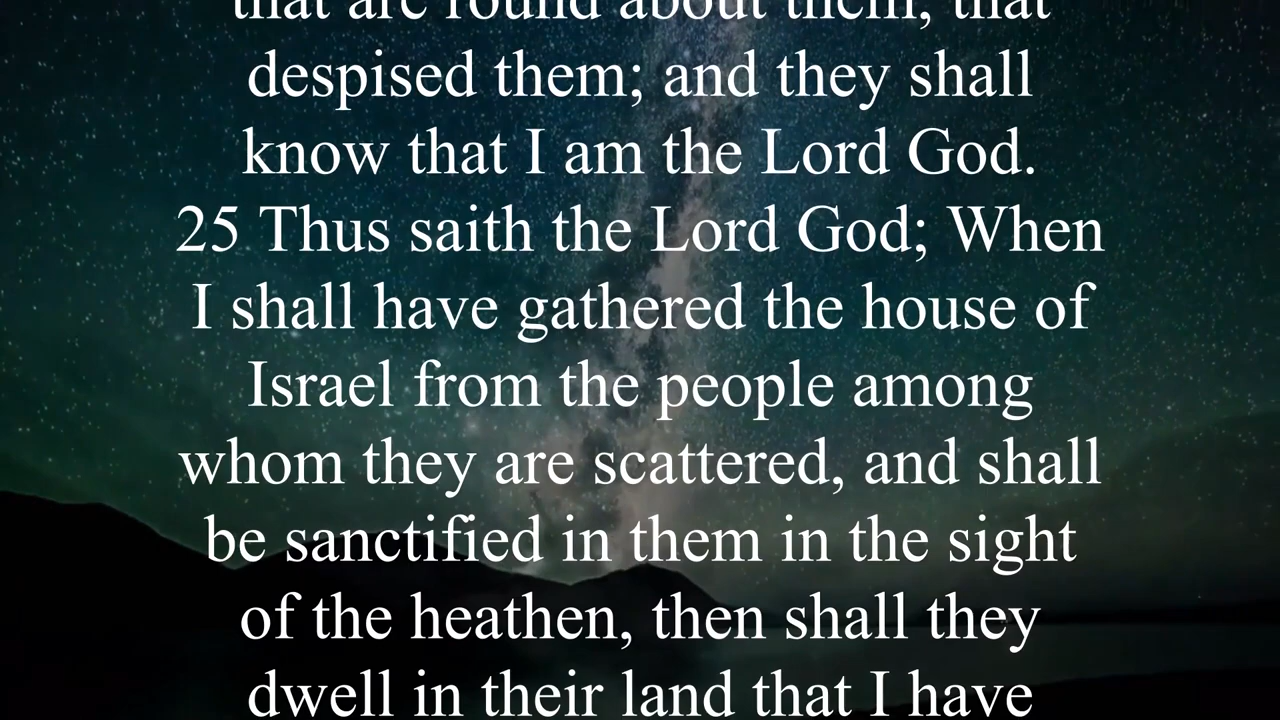 that are round about them, that
despised them; and they shall
know that I am the Lord God.
25 Thus saith the Lord God; When
I shall have gathered the house of
Israel from the people among
whom they are scattered, and shall
be sanctified in them in the sight
of the heathen, then shall they
dwell in their land that I have